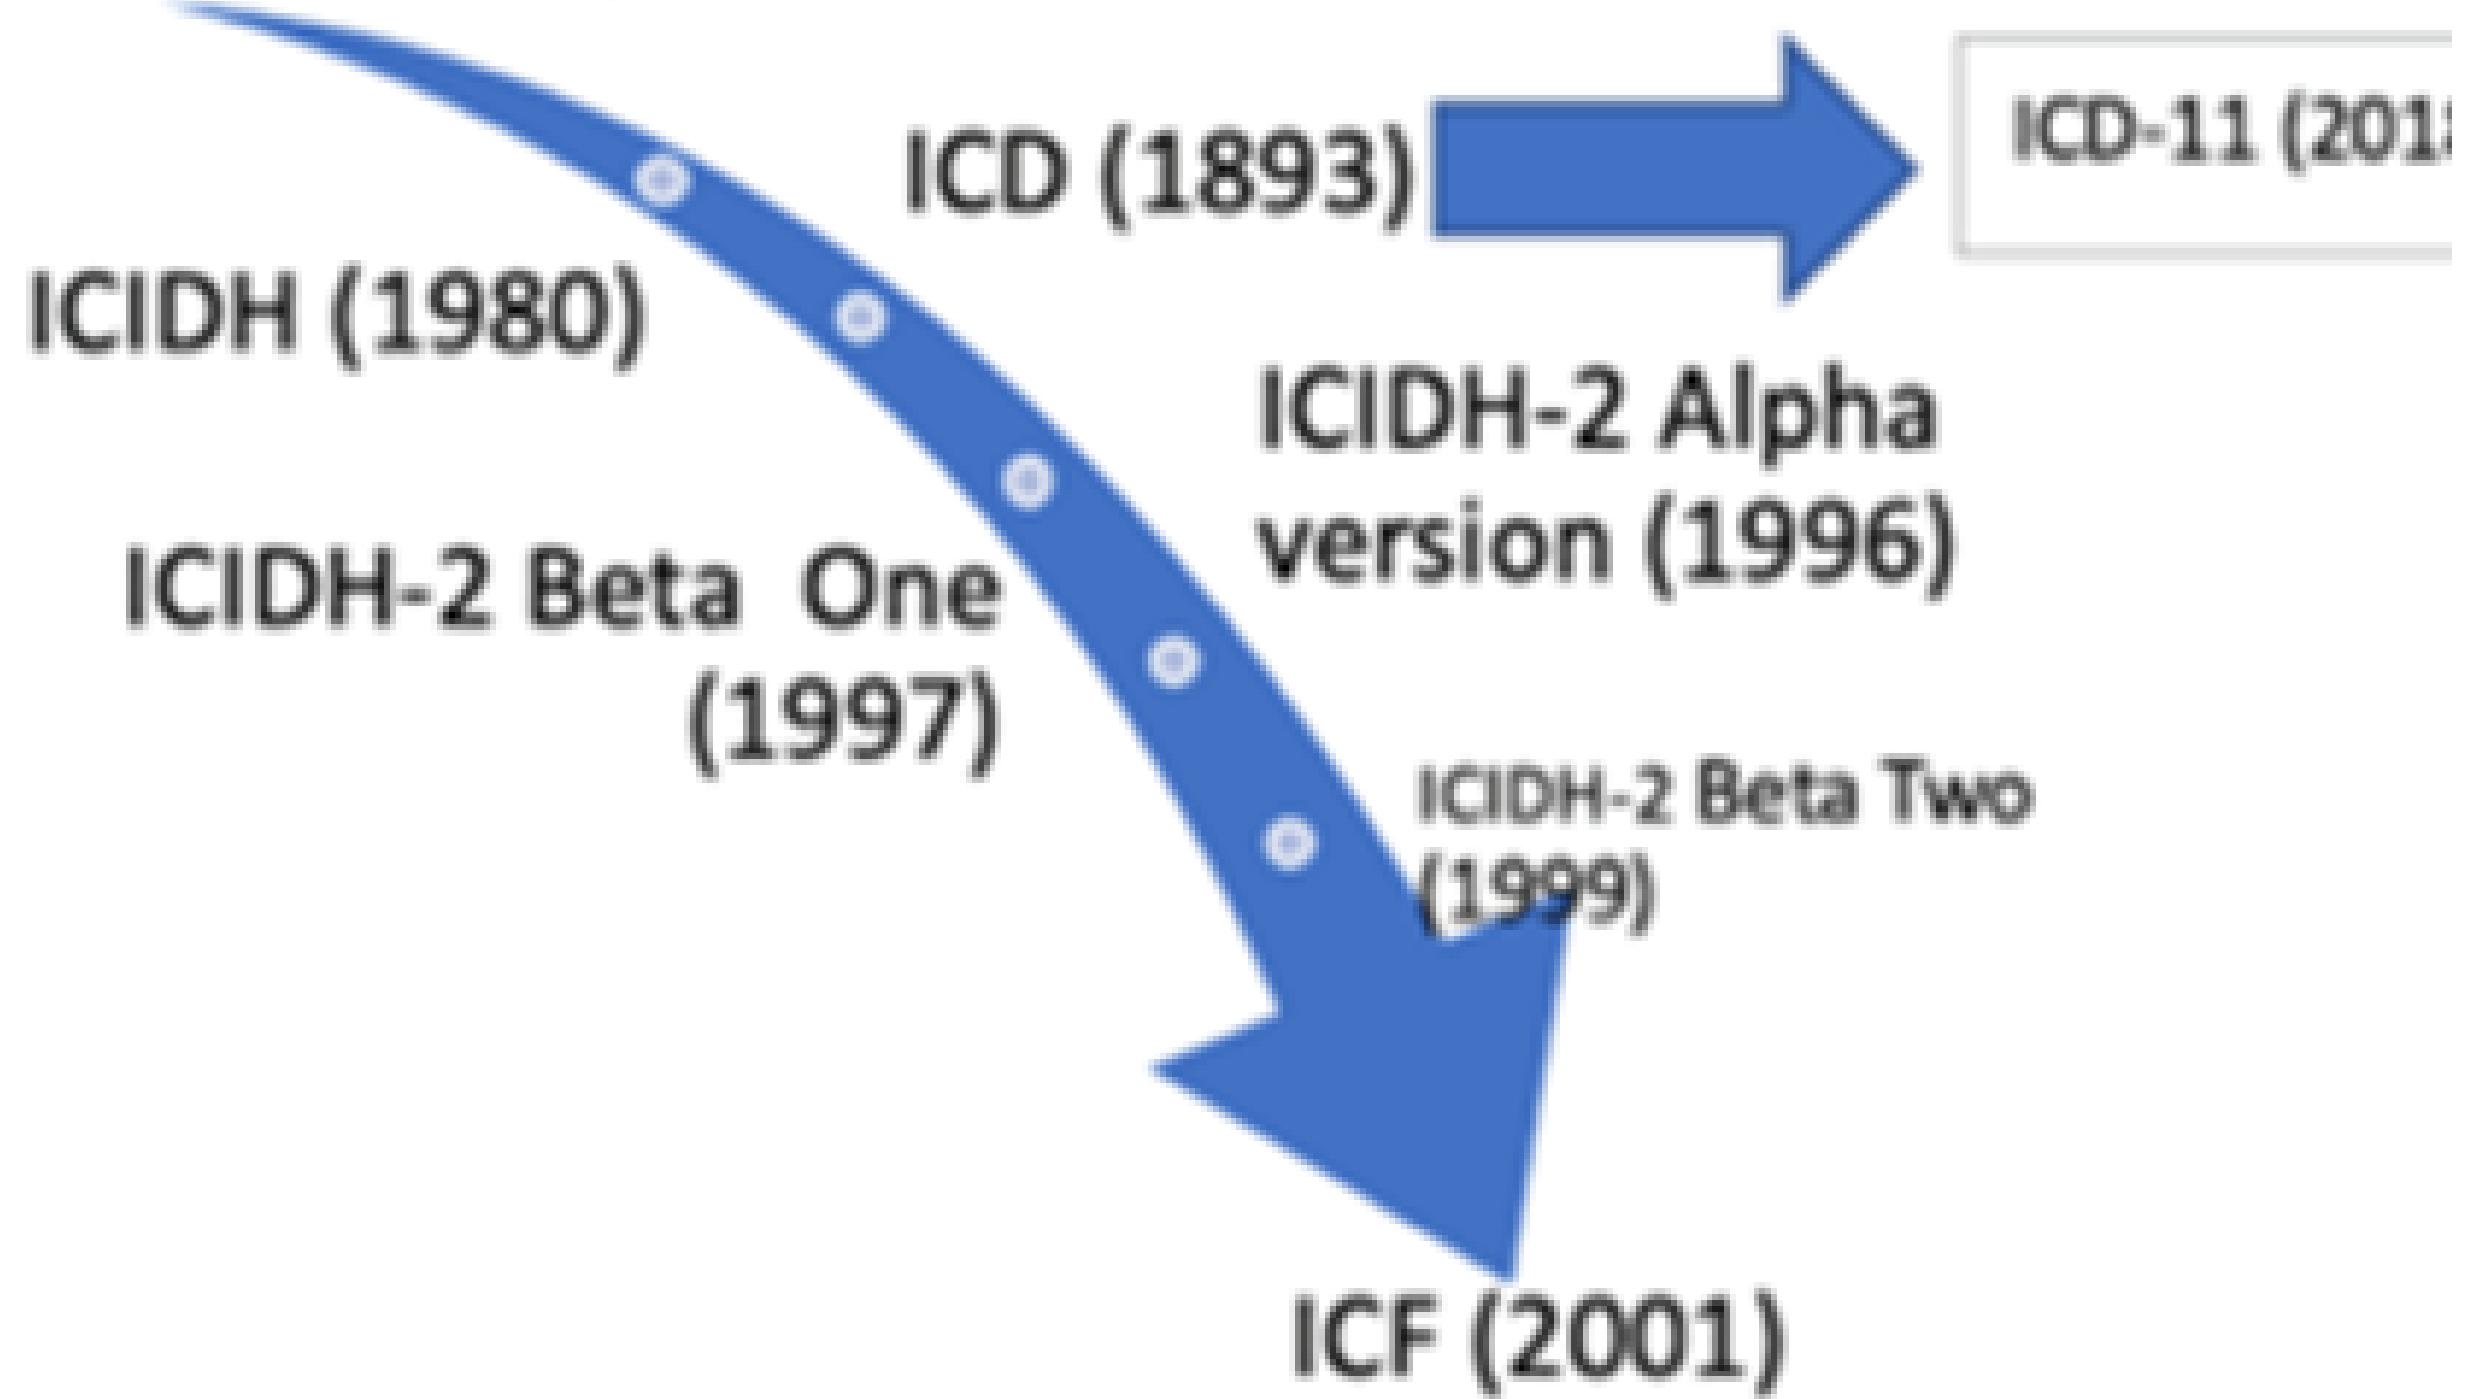 ICD (1893)
ICD-11
ICIDH (1980)
ICIDH-2 Alpha
version (1996)
ICIDH-2 Beta One
(1997)
ICIDH-2 Beta Two
(1999)
ICF (2001)